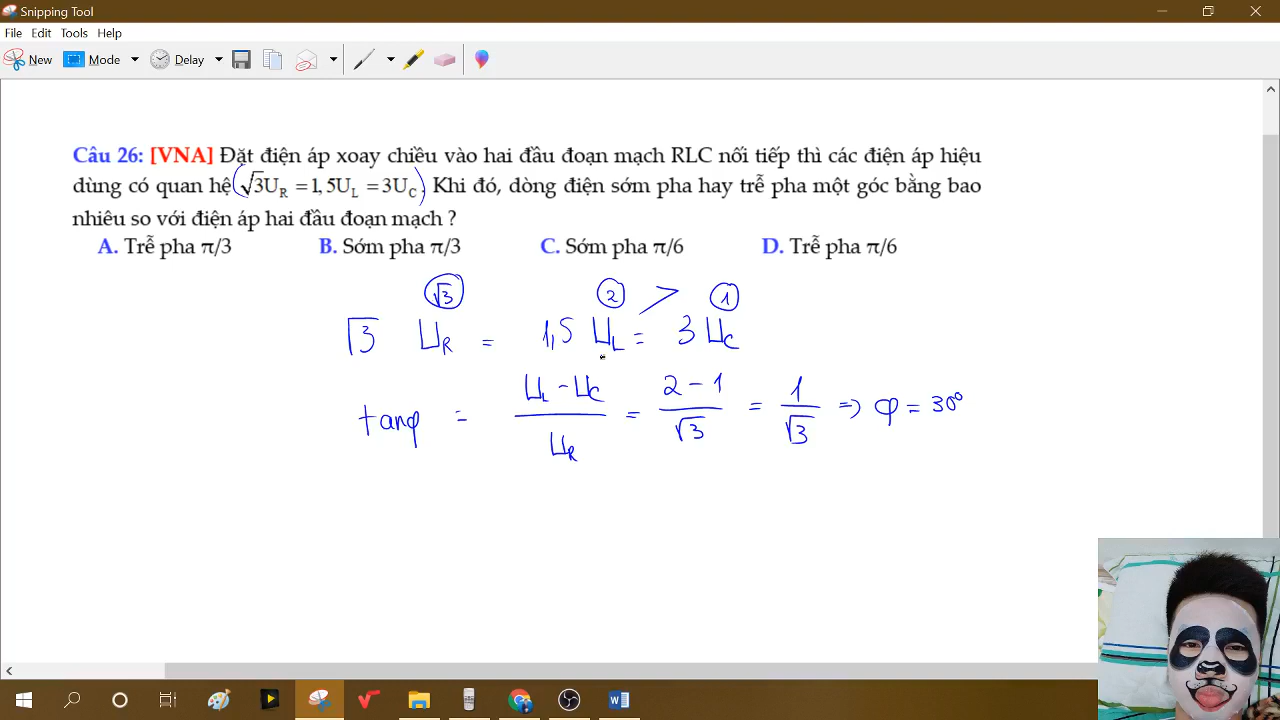 Snipping Tool
File Edit Tools Help
New Mode Delay
Câu 26: [VNA] Đặt điện áp xoay chiều vào hai đầu đoạn mạch RLC nối tiếp thì các điện áp hiệu
dùng có quan hệ √3U_R = 1,5U_L = 3U_C. Khi đó, dòng điện sớm pha hay trễ pha một góc bằng bao
nhiêu so với điện áp hai đầu đoạn mạch ?
A. Trễ pha π/3 B. Sớm pha π/3 C. Sớm pha π/6 D. Trễ pha π/6
√3 2 > 1
√3 U_R = 1,5 U_L = 3 U_C
tanφ = (U_L - U_C)/U_R = (2 - 1)/√3 = 1/√3 => φ = 30°